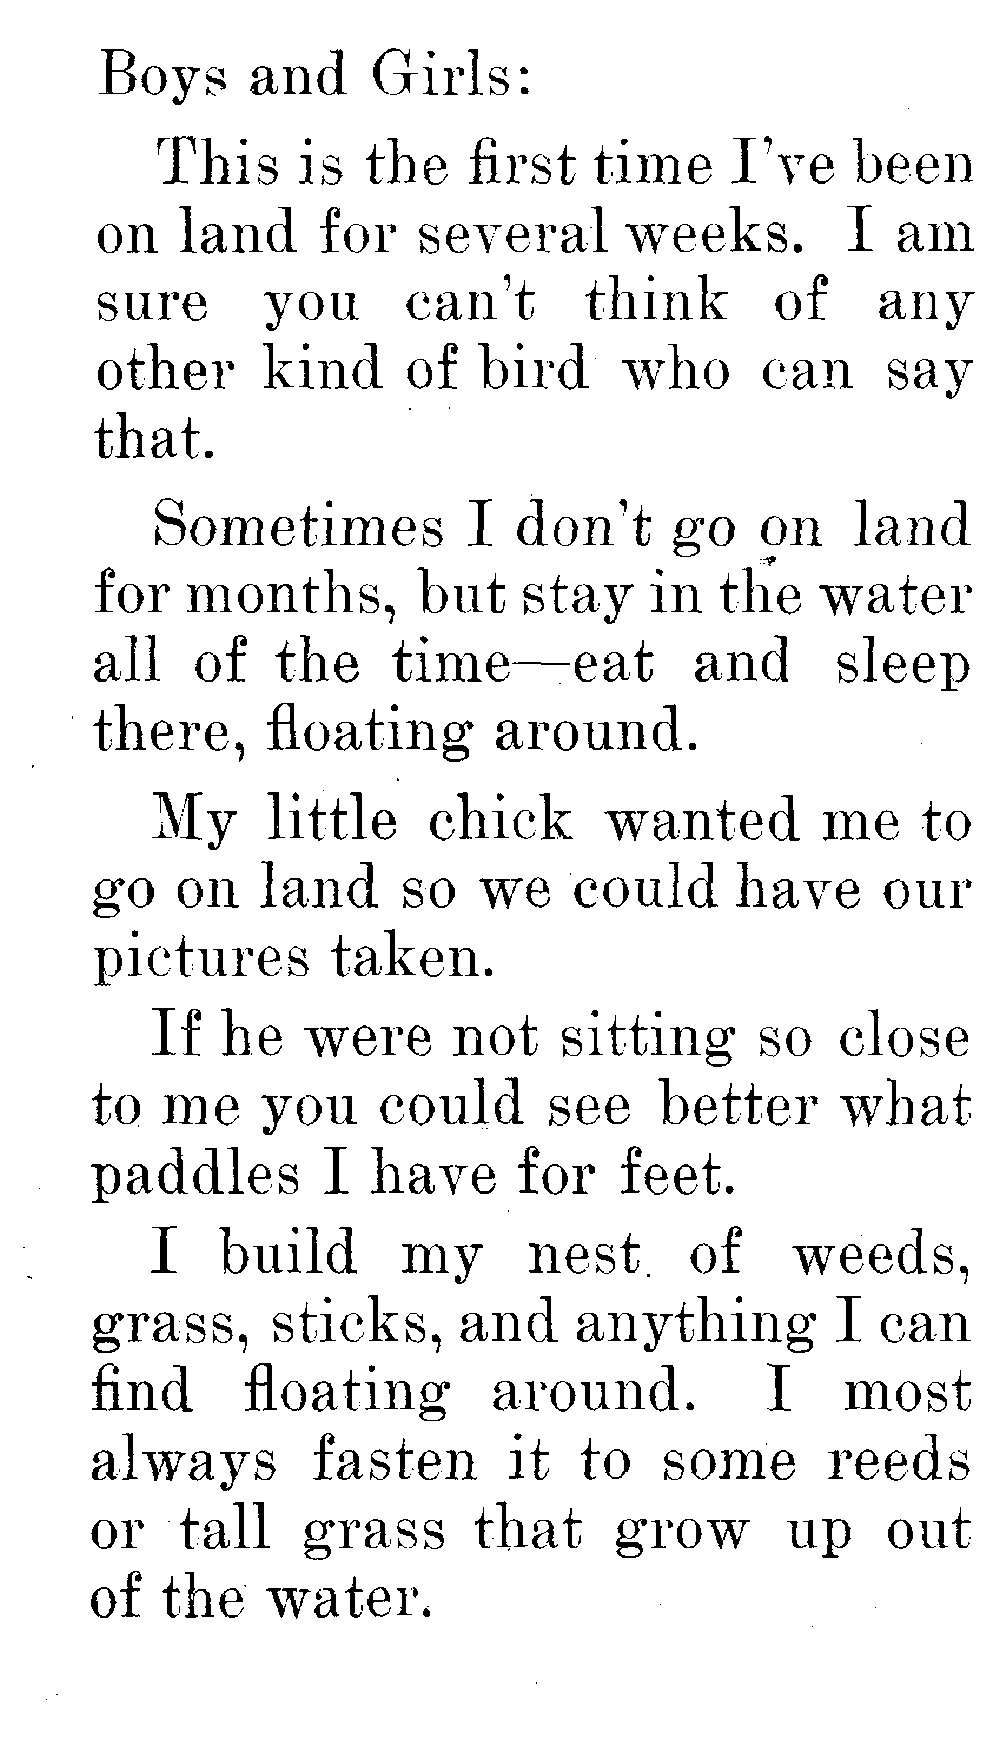 Boys and Girls:
This is the first time I've been
on land for several weeks. I am
sure you can't think of any
other kind of bird who can say
that.
Sometimes I don't go on land
for months, but stay in the water
all of the time—eat and sleep
there, floating around.
My little chick wanted me to
go on land so we could have our
pictures taken.
If he were not sitting so close
to me you could see better what
paddles I have for feet.
I build my nest of weeds,
grass, sticks, and anything I can
find floating around. I most
always fasten it to some reeds
or tall grass that grow up out
of the water.